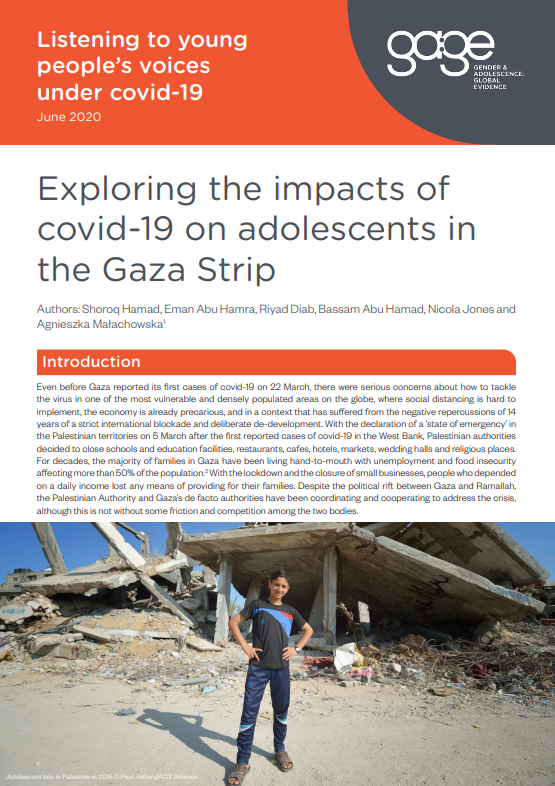 Listening to young
people's voices
under covid-19
June 2020
gage
GENDER &
ADOLESCENCE:
GLOBAL
EVIDENCE
Exploring the impacts of
covid-19 on adolescents in
the Gaza Strip
Authors: Shoroq Hamad, Eman Abu Hamra, Riyad Diab, Bassam Abu Hamad, Nicola Jones and
Agnieszka Małachowska¹
Introduction
Even before Gaza reported its first cases of covid-19 on 22 March, there were serious concerns about how to tackle
the virus in one of the most vulnerable and densely populated areas on the globe, where social distancing is hard to
implement, the economy is already precarious, and in a context that has suffered from the negative repercussions of 14
years of a strict international blockade and deliberate de-development. With the declaration of a 'state of emergency' in
the Palestinian territories on 5 March after the first reported cases of covid-19 in the West Bank, Palestinian authorities
decided to close schools and education facilities, restaurants, cafes, hotels, markets, wedding halls and religious places.
For decades, the majority of families in Gaza have been living hand-to-mouth with unemployment and food insecurity
affecting more than 50% of the population.² With the lockdown and the closure of small businesses, people who depended
on a daily income lost any means of providing for their families. Despite the political rift between Gaza and Ramallah,
the Palestinian Authority and Gaza's de facto authorities have been coordinating and cooperating to address the crisis,
although this is not without some friction and competition among the two bodies.
Adolescent boy in Palestine in 2015 © Paul Jeffery/ACT Alliance